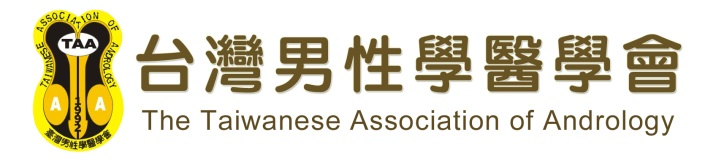 TAIWANESE ASSOCIATION OF ANDROLOGY
TAA
A A
1992
臺灣男性學醫學會
台灣男性學醫學會
The Taiwanese Association of Andrology